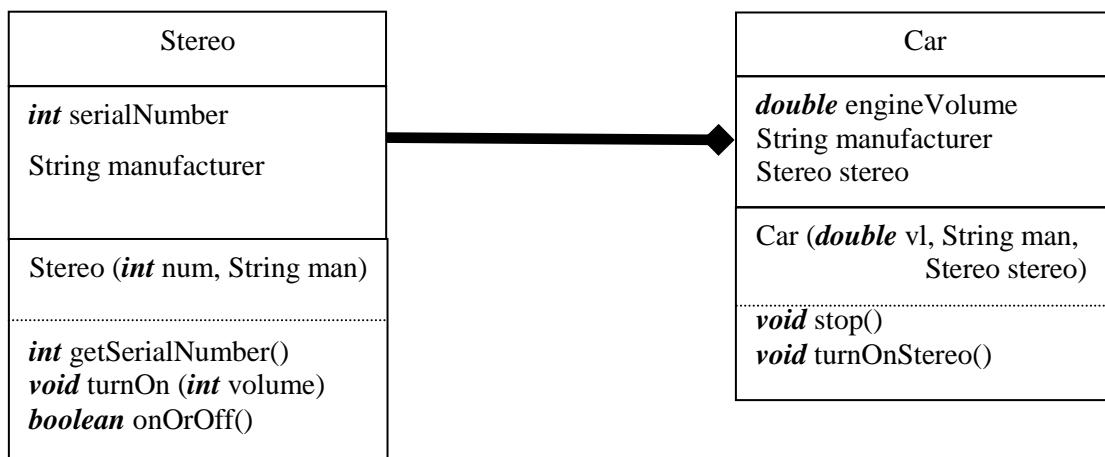 Stereo
int serialNumber
String manufacturer
Stereo (int num, String man)
int getSerialNumber()
void turnOn (int volume)
boolean onOrOff()
Car
double engineVolume
String manufacturer
Stereo stereo
Car (double vl, String man,
Stereo stereo)
void stop()
void turnOnStereo()